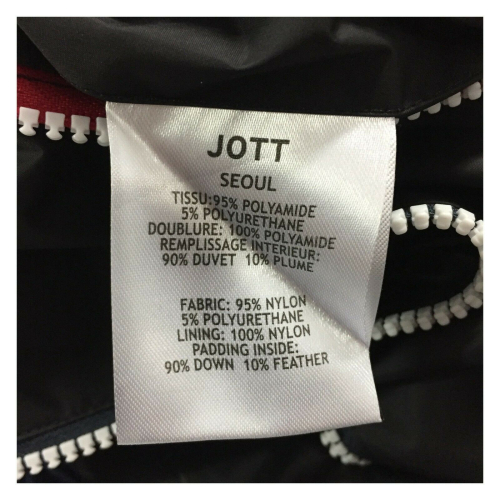 JOTT
SEOUL
TISSU:95% POLYAMIDE
5% POLYURETHANE
DOUBLURE: 100% POLYAMIDE
REMPLISSAGE INTERIEUR:
90% DUVET 10% PLUME
FABRIC: 95% NYLON
5% POLYURETHANE
LINING: 100% NYLON
PADDING INSIDE:
90% DOWN 10% FEATHER